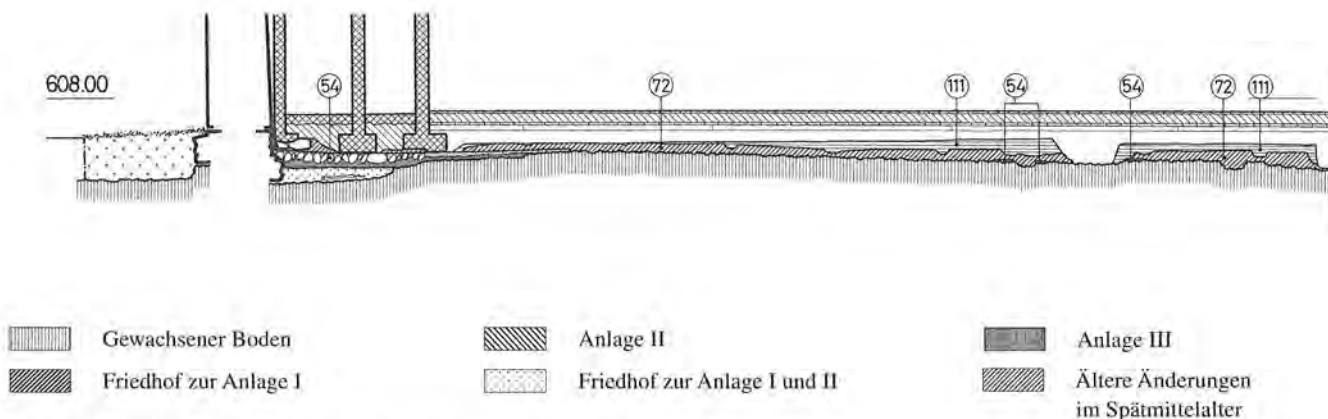 608.00
54
72
111
54
54
72
111
Gewachsener Boden
Anlage II
Anlage III
Friedhof zur Anlage I
Friedhof zur Anlage I und II
Ältere Änderungen
im Spätmittelalter